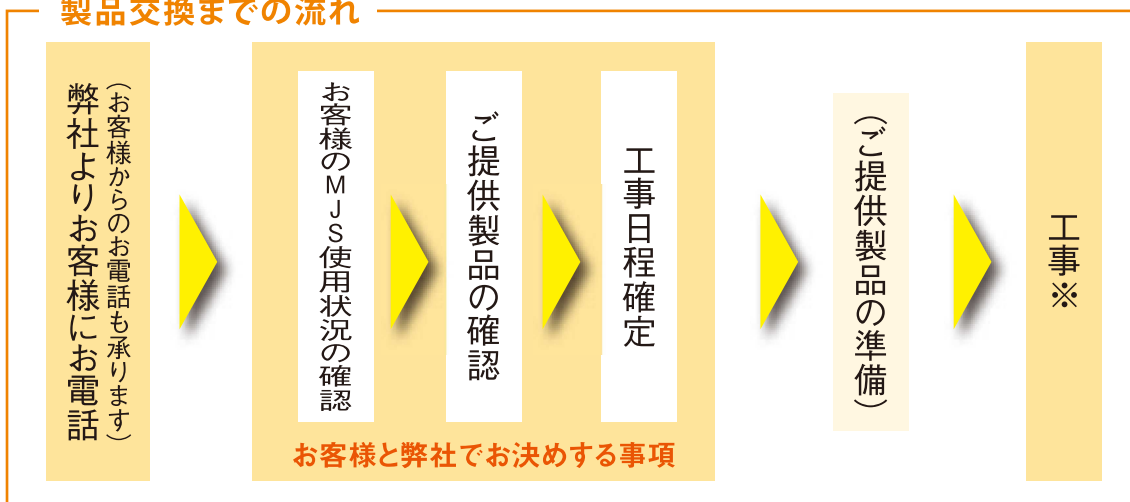 製品交換までの流れ
弊社よりお客様にお電話
（お客様からのお電話も承ります）
お客様のMJS使用状況の確認
ご提供製品の確認
工事日程確定
お客様と弊社でお決めする事項
（ご提供製品の準備）
工事※